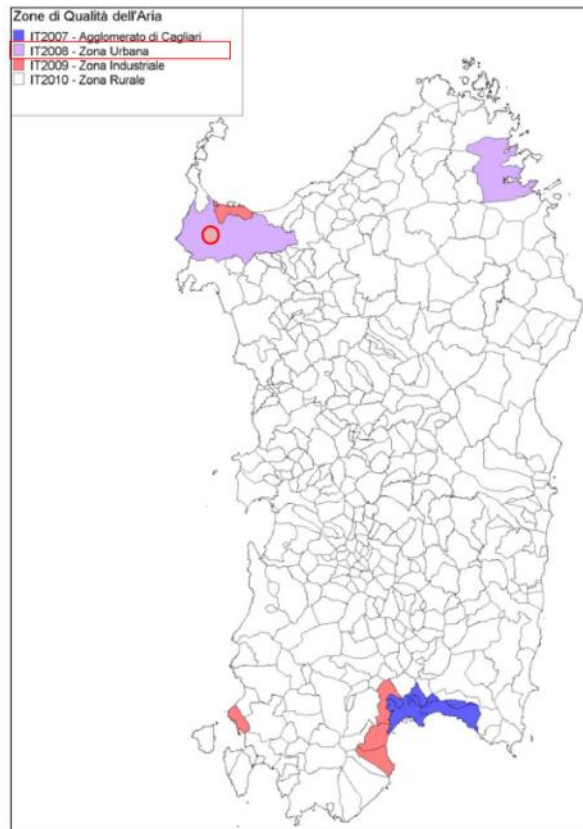 Zone di Qualità dell'Aria
IT2007 - Agglomerato di Cagliari
IT2008 - Zona Urbana
IT2009 - Zona Industriale
IT2010 - Zona Rurale